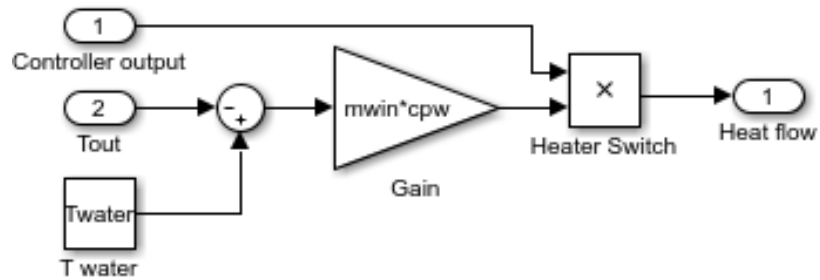 1
Controller output
2
Tout
-
+
mwin*cpw
Gain
×
Heater Switch
1
Heat flow
Twater
T water